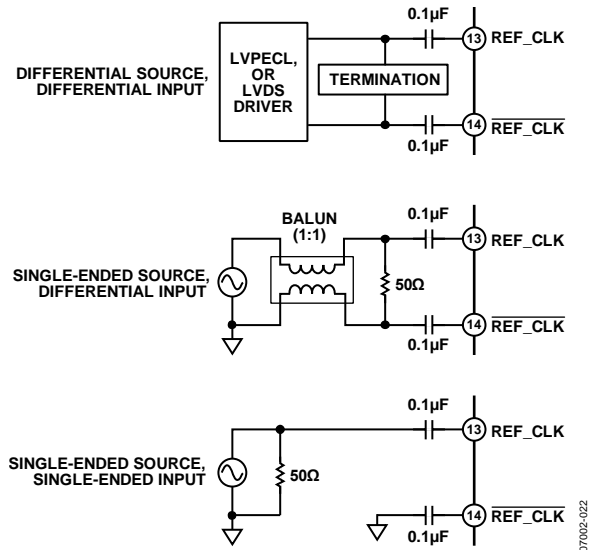 0.1µF
13 REF_CLK
LVPECL,
OR
LVDS
DRIVER
TERMINATION
DIFFERENTIAL SOURCE,
DIFFERENTIAL INPUT
14 REF_CLK
0.1µF
BALUN
(1:1)
0.1µF
13 REF_CLK
SINGLE-ENDED SOURCE,
DIFFERENTIAL INPUT
50Ω
14 REF_CLK
0.1µF
0.1µF
13 REF_CLK
SINGLE-ENDED SOURCE,
SINGLE-ENDED INPUT
50Ω
14 REF_CLK
0.1µF
07002-022